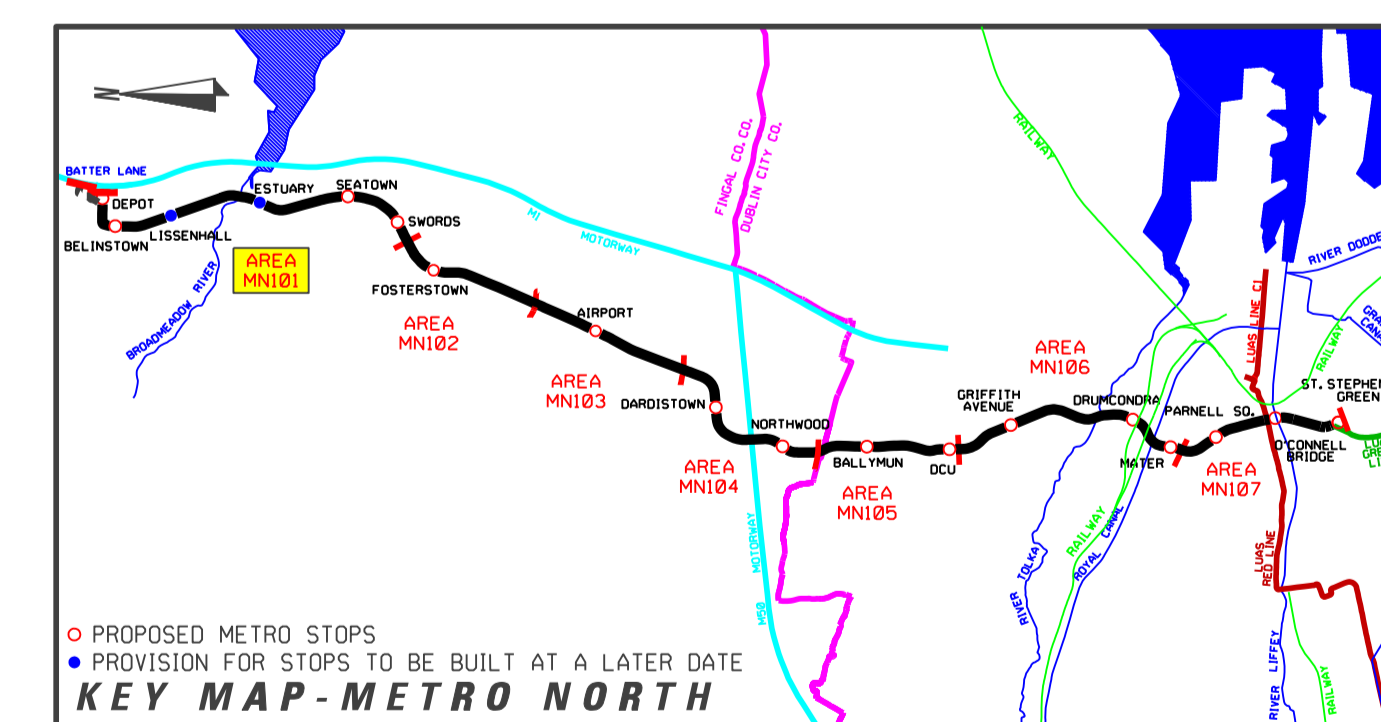 N
BATTER LANE
DEPOT
BELINSTOWN
LISSENHALL
ESTUARY
SEATOWN
SWORDS
AREA
MN101
BROADMEADOW RIVER
FOSTERSTOWN
AREA
MN102
AIRPORT
AREA
MN103
M1
MOTORWAY
FINGAL CO.CO.
DUBLIN CITY CO.
DARDISTOWN
NORTHWOOD
AREA
MN104
MOTORWAY
M50
BALLYMUN
AREA
MN105
DCU
GRIFFITH
AVENUE
AREA
MN106
RAILWAY
DRUMCONDRA
MATER
PARNELL SQ.
AREA
MN107
O'CONNELL
BRIDGE
ST. STEPHEN
GREEN
LUAS LINE C1
RIVER DODDE
RAILWAY
RIVER TOLKA
RAILWAY
ROYAL CANAL
LUAS
RED LINE
RIVER LIFFEY
RAILWAY
PROPOSED METRO STOPS
PROVISION FOR STOPS TO BE BUILT AT A LATER DATE
KEY MAP-METRO NORTH